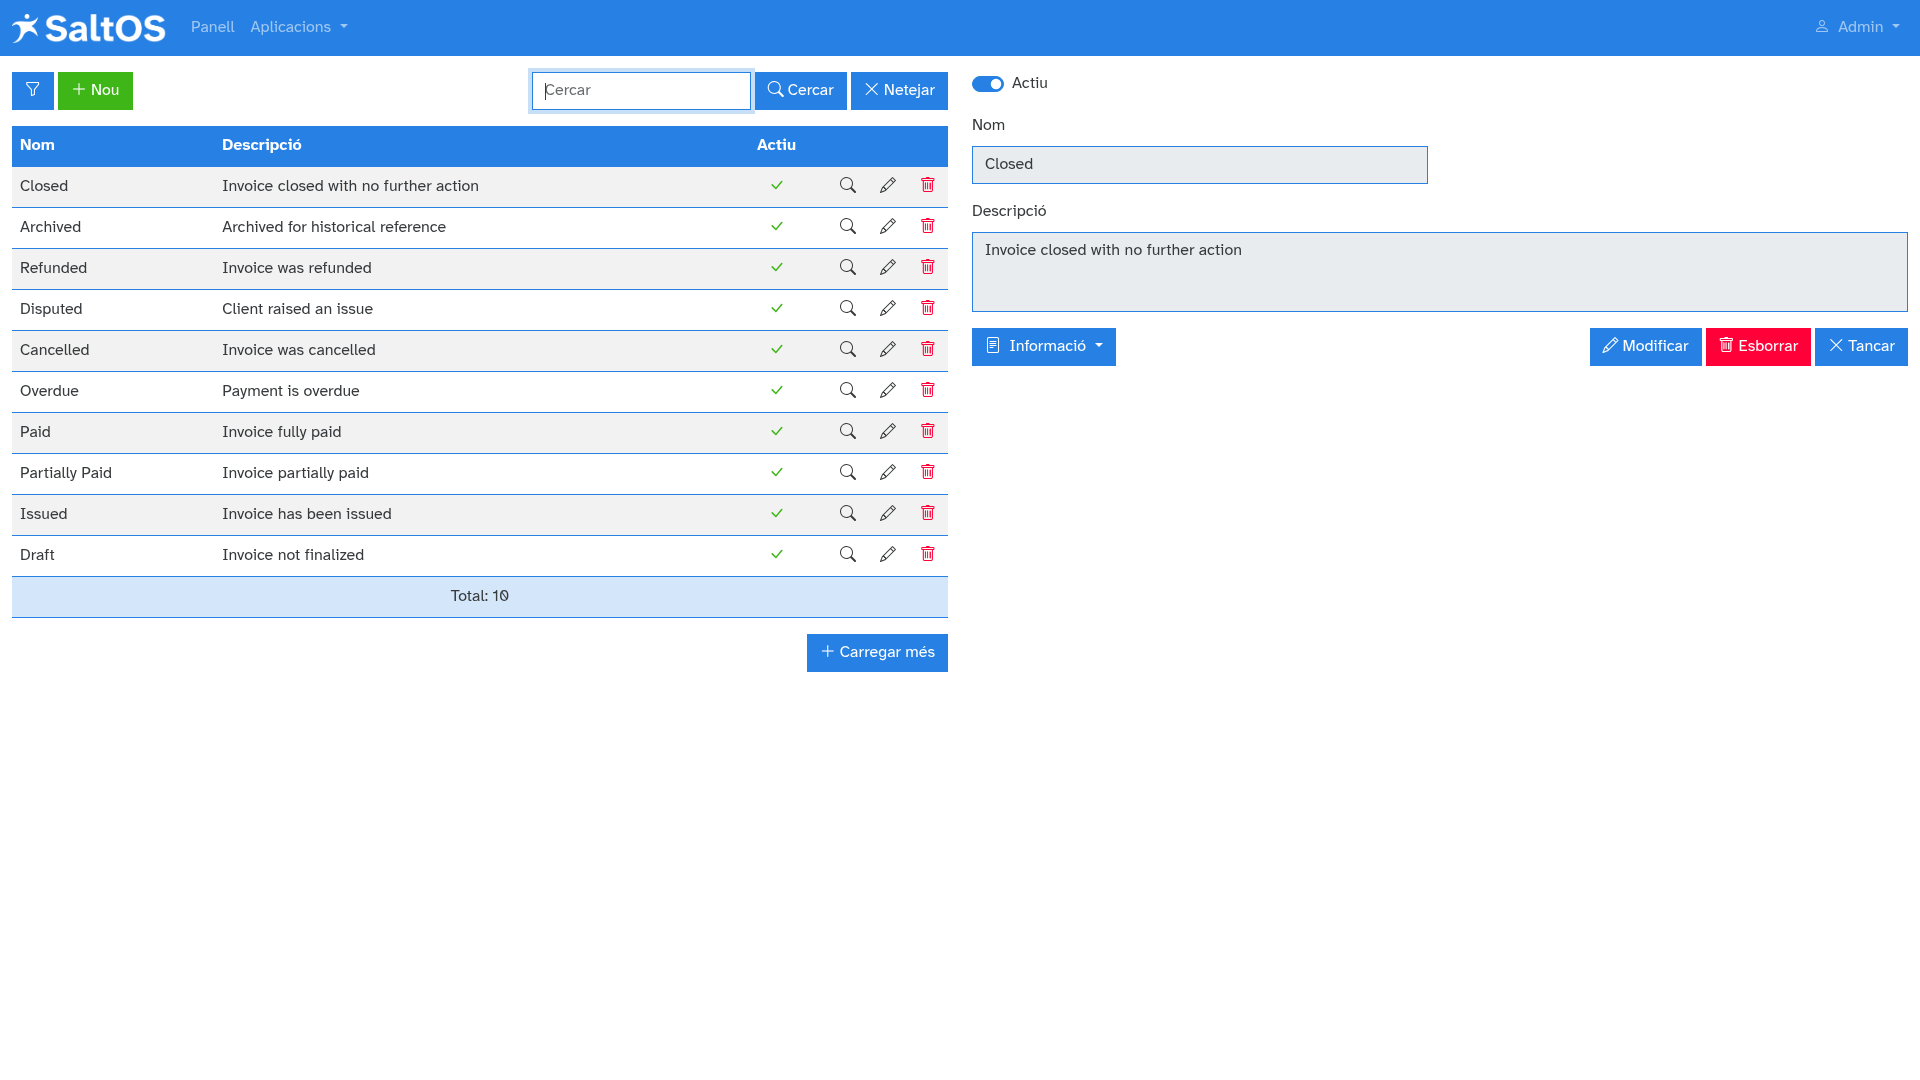 SaltOS Panell Aplicacions Admin
Nou Cercar Cercar Netejar
Nom Descripció Actiu
Closed Invoice closed with no further action
Archived Archived for historical reference
Refunded Invoice was refunded
Disputed Client raised an issue
Cancelled Invoice was cancelled
Overdue Payment is overdue
Paid Invoice fully paid
Partially Paid Invoice partially paid
Issued Invoice has been issued
Draft Invoice not finalized
Total: 10
Carregar més
Actiu
Nom
Closed
Descripció
Invoice closed with no further action
Informació Modificar Esborrar Tancar